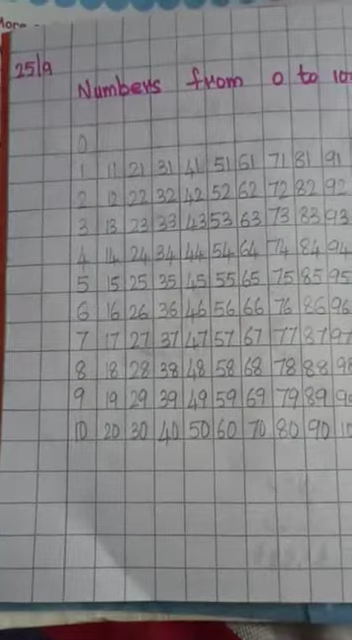 25/9
Numbers from 0 to 10
0
1 11 21 31 41 51 61 71 81 91
2 12 22 32 42 52 62 72 82 92
3 13 23 33 43 53 63 73 83 93
4 14 24 34 44 54 64 74 84 94
5 15 25 35 45 55 65 75 85 95
6 16 26 36 46 56 66 76 86 96
7 17 27 37 47 57 67 77 87 97
8 18 28 38 48 58 68 78 88 98
9 19 29 39 49 59 69 79 89 9
10 20 30 40 50 60 70 80 90 10